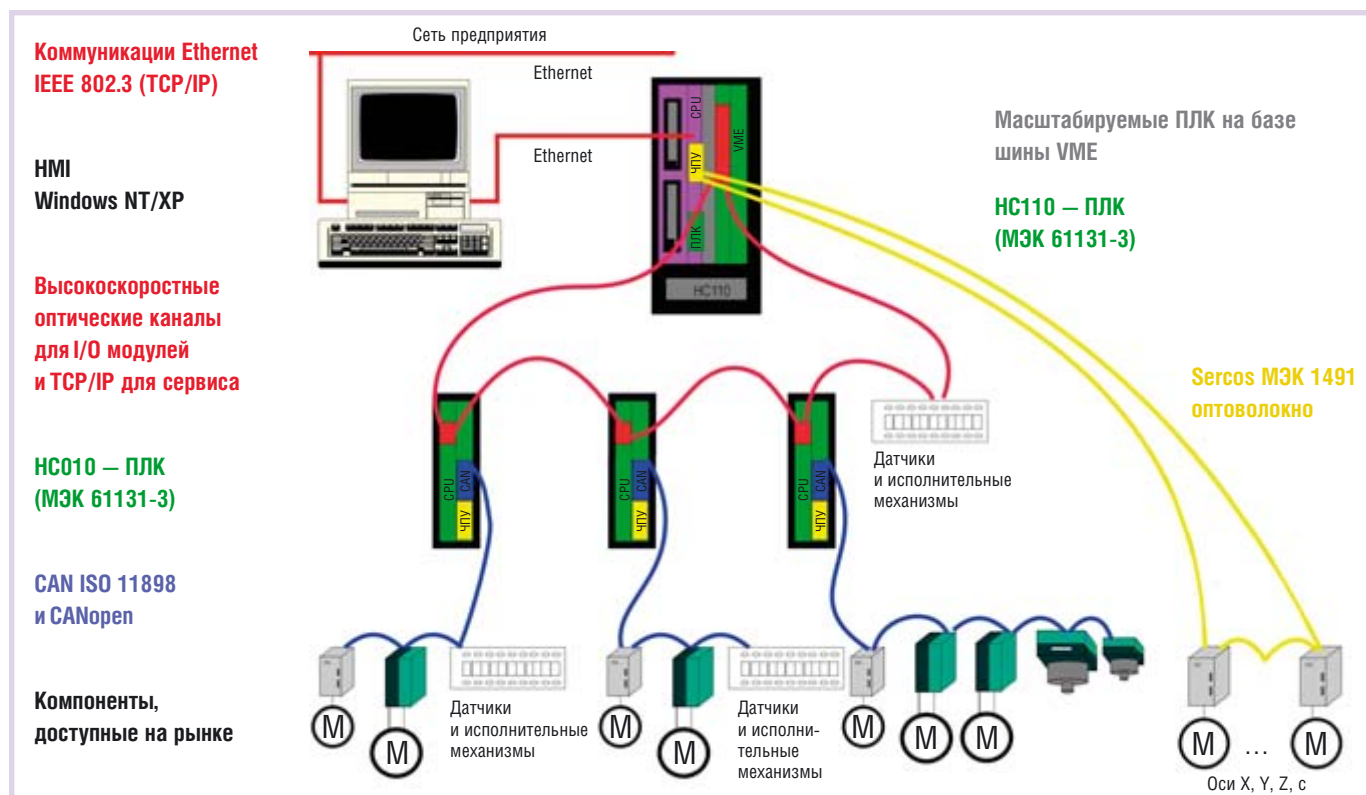 Коммуникации Ethernet
IEEE 802.3 (TCP/IP)
HMI
Windows NT/XP
Высокоскоростные
оптические каналы
для I/O модулей
и TCP/IP для сервиса
НС010 — ПЛК
(МЭК 61131-3)
CAN ISO 11898
и CANopen
Компоненты,
доступные на рынке
Сеть предприятия
Ethernet
Ethernet
CPU
ЧПУ
VME
ПЛК
HC110
Масштабируемые ПЛК на базе
шины VME
НС110 — ПЛК
(МЭК 61131-3)
Sercos МЭК 1491
оптоволокно
Датчики
и исполнительные
механизмы
CPU
CAN
ЧПУ
CPU
CAN
ЧПУ
CPU
CAN
ЧПУ
M
M
Датчики
и исполнительные
механизмы
M
M
Датчики
и исполни-
тельные
механизмы
M
M
M
M ... M
Оси X, Y, Z, c